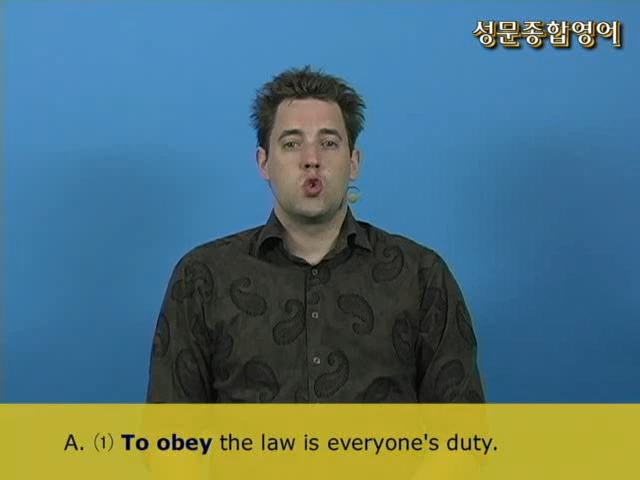 성문종합영어
A. ⑴ To obey the law is everyone's duty.